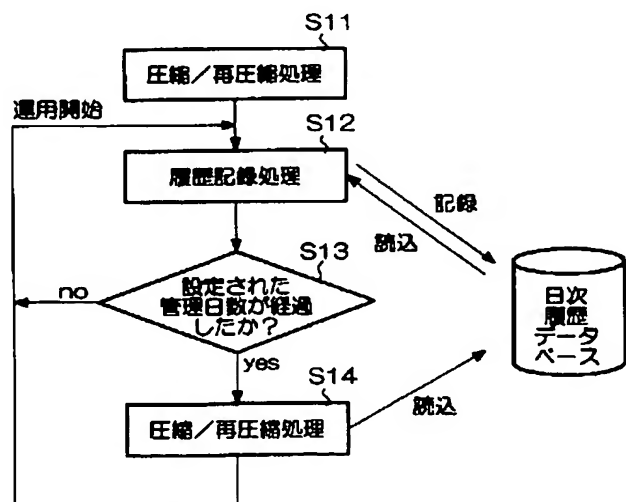 S11
圧縮／再圧縮処理
運用開始
S12
履歴記録処理
記録
読込
S13
設定された
管理日数が経過
したか？
no
yes
日次
履歴
データ
ベース
S14
圧縮／再圧縮処理
読込